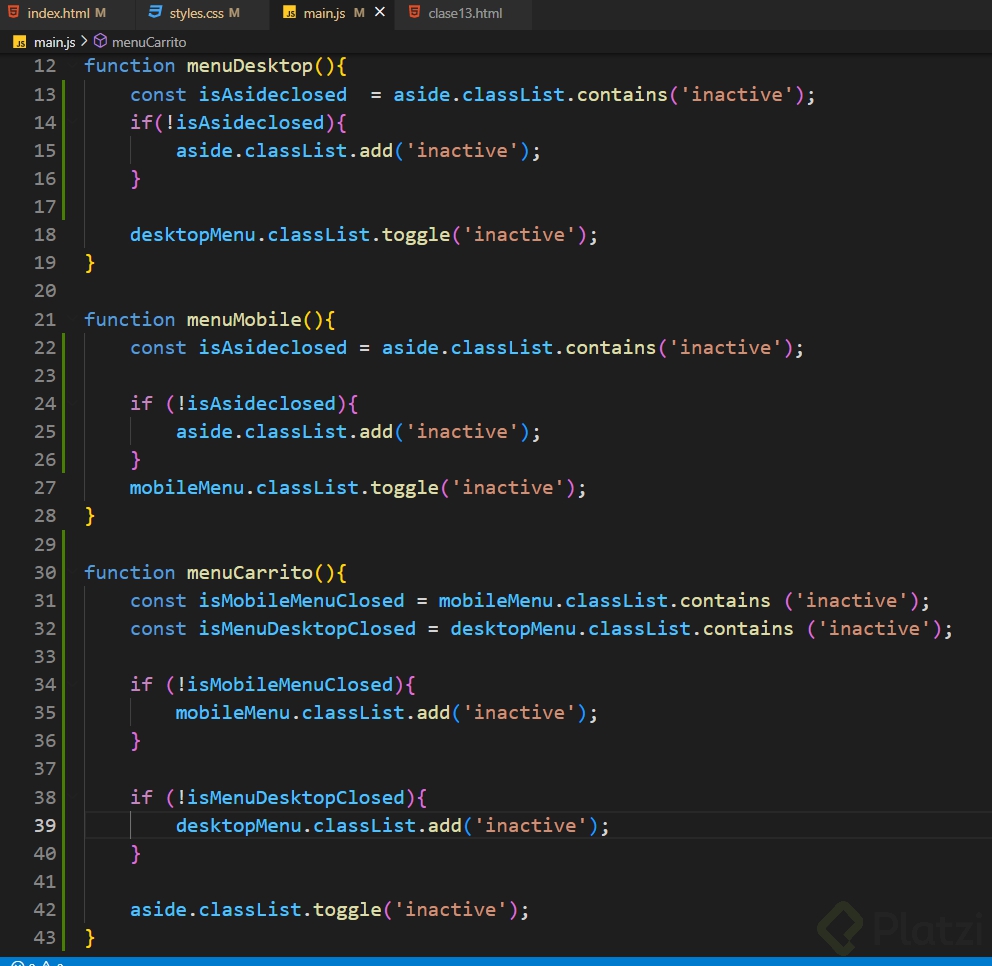 index.html M styles.css M main.js M × clase13.html
main.js > menuCarrito
12 function menuDesktop(){
13 const isAsideclosed  = aside.classList.contains('inactive');
14 if(!isAsideclosed){
15 aside.classList.add('inactive');
16 }
17
18 desktopMenu.classList.toggle('inactive');
19 }
20
21 function menuMobile(){
22 const isAsideclosed = aside.classList.contains('inactive');
23
24 if (!isAsideclosed){
25 aside.classList.add('inactive');
26 }
27 mobileMenu.classList.toggle('inactive');
28 }
29
30 function menuCarrito(){
31 const isMobileMenuClosed = mobileMenu.classList.contains ('inactive');
32 const isMenuDesktopClosed = desktopMenu.classList.contains ('inactive');
33
34 if (!isMobileMenuClosed){
35 mobileMenu.classList.add('inactive');
36 }
37
38 if (!isMenuDesktopClosed){
39 desktopMenu.classList.add('inactive');
40 }
41
42 aside.classList.toggle('inactive');
43 }
Platzi